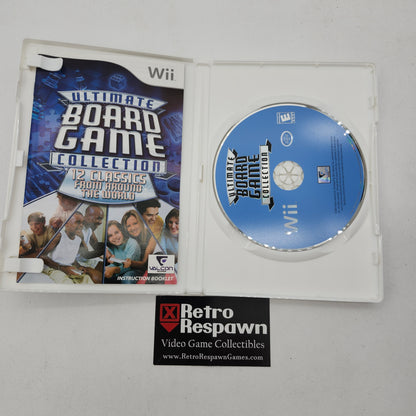 Wii
ULTIMATE
BOARD
GAME
COLLECTION
12 CLASSICS
FROM AROUND
THE WORLD
VALCON
INSTRUCTION BOOKLET
E
ULTIMATE
BOARD
GAME
COLLECTION
Wii
Retro
Respawn
Video Game Collectibles
www.RetroRespawnGames.com